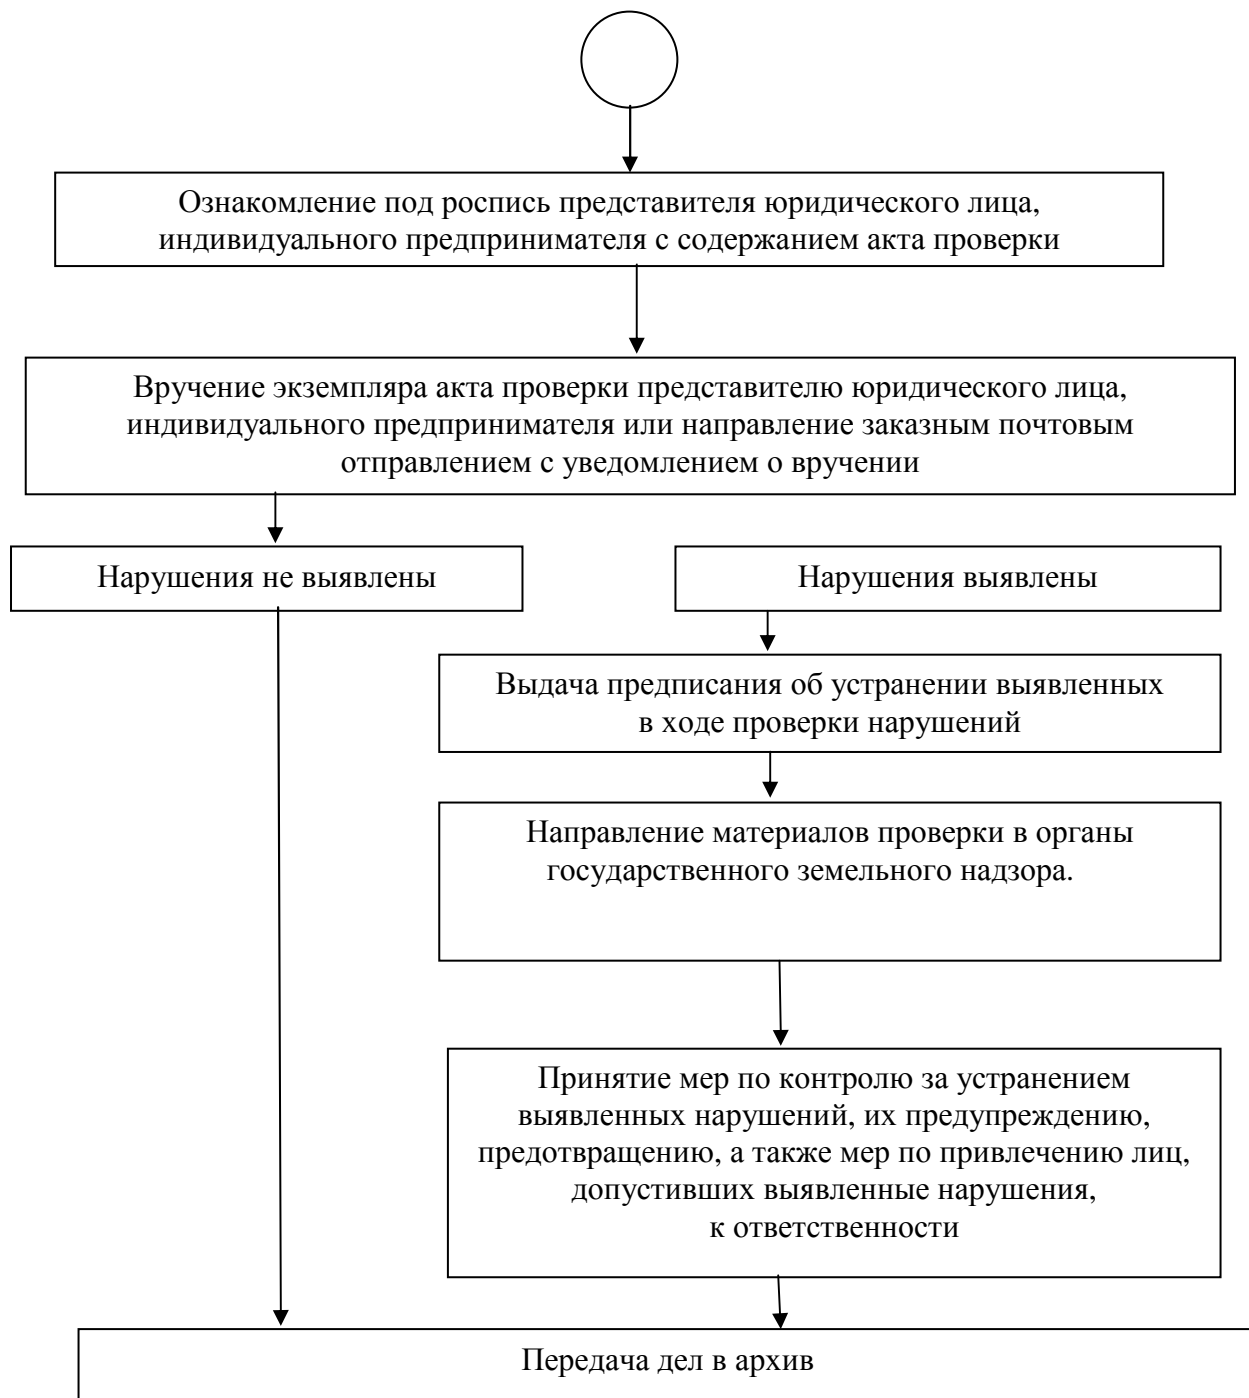 Ознакомление под роспись представителя юридического лица,
индивидуального предпринимателя с содержанием акта проверки
Вручение экземпляра акта проверки представителю юридического лица,
индивидуального предпринимателя или направление заказным почтовым
отправлением с уведомлением о вручении
Нарушения не выявлены
Нарушения выявлены
Выдача предписания об устранении выявленных
в ходе проверки нарушений
Направление материалов проверки в органы
государственного земельного надзора.
Принятие мер по контролю за устранением
выявленных нарушений, их предупреждению,
предотвращению, а также мер по привлечению лиц,
допустивших выявленные нарушения,
к ответственности
Передача дел в архив